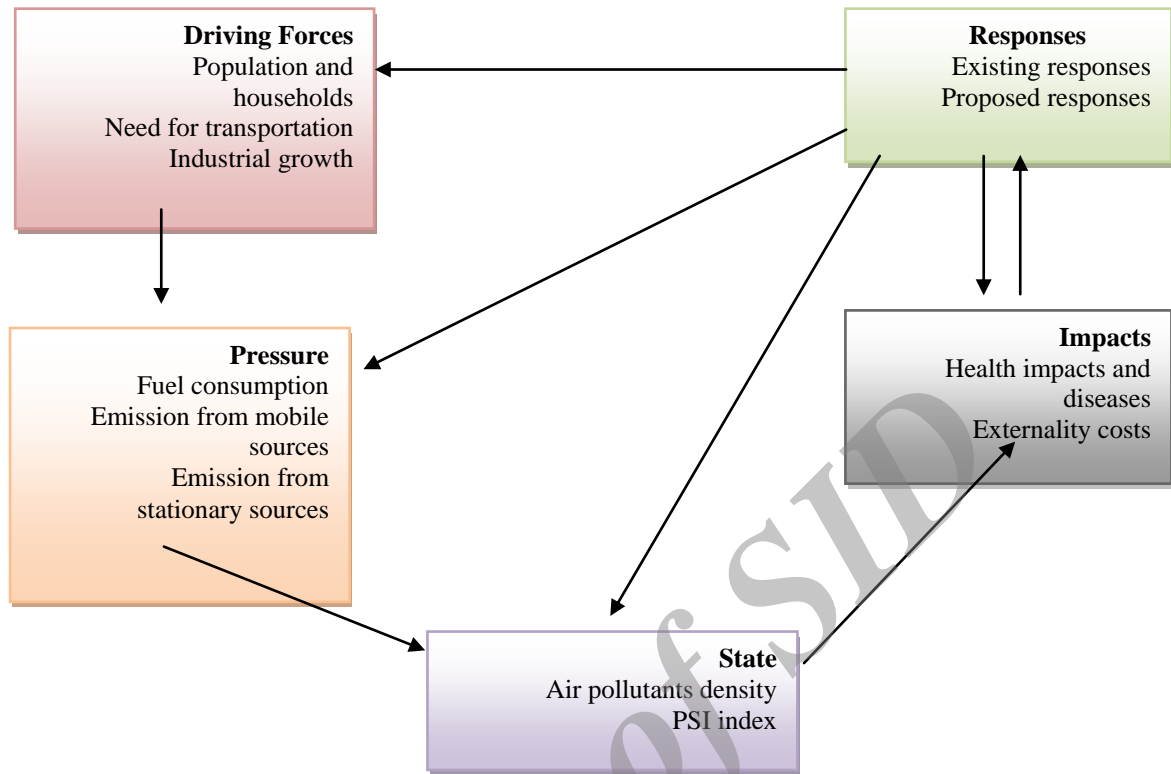 Driving Forces
Population and
households
Need for transportation
Industrial growth
Responses
Existing responses
Proposed responses
Pressure
Fuel consumption
Emission from mobile
sources
Emission from
stationary sources
Impacts
Health impacts and
diseases
Externality costs
State
Air pollutants density
PSI index
of SID